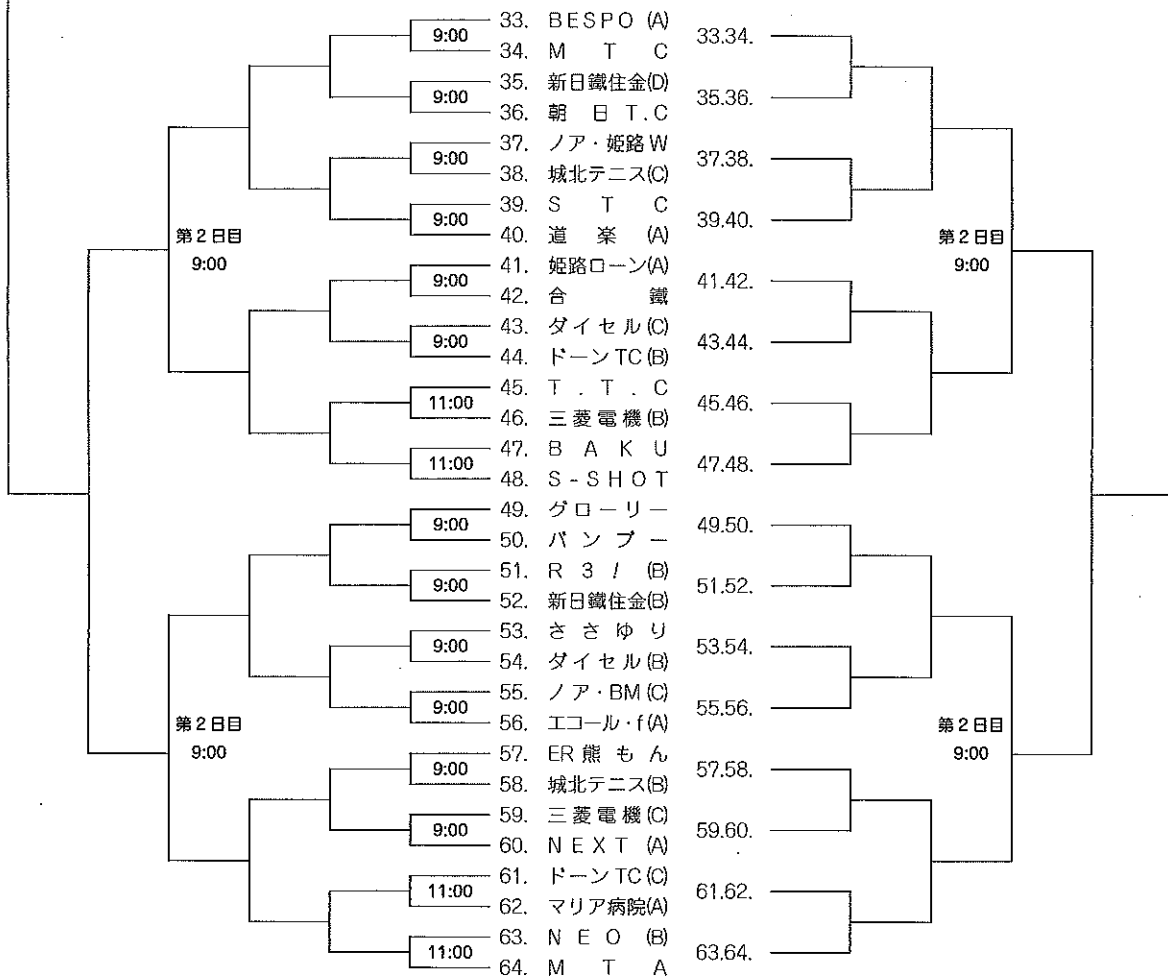 33. BESPO (A)
9:00 33.34.
34. M T C
35. 新日鐵住金(D)
9:00 35.36.
36. 朝日T.C
37. ノア・姫路W
9:00 37.38.
38. 城北テニス(C)
39. S T C
9:00 39.40.
40. 道楽 (A)
第2日目 第2日目
9:00 9:00
41. 姫路ローン(A)
9:00 41.42.
42. 合鐵
43. ダイセル(C)
9:00 43.44.
44. ドーンTC(B)
45. T.T.C
11:00 45.46.
46. 三菱電機(B)
47. BAKU
11:00 47.48.
48. S-SHOT
49. グローリー
9:00 49.50.
50. バンブー
51. R3/ (B)
9:00 51.52.
52. 新日鐵住金(B)
53. ささゆり
9:00 53.54.
54. ダイセル(B)
55. ノア・BM(C)
9:00 55.56.
56. エコール・f(A)
第2日目 第2日目
9:00 9:00
57. ER熊もん
9:00 57.58.
58. 城北テニス(B)
59. 三菱電機(C)
9:00 59.60.
60. NEXT (A)
61. ドーンTC(C)
11:00 61.62.
62. マリア病院(A)
63. NEO (B)
11:00 63.64.
64. M T A